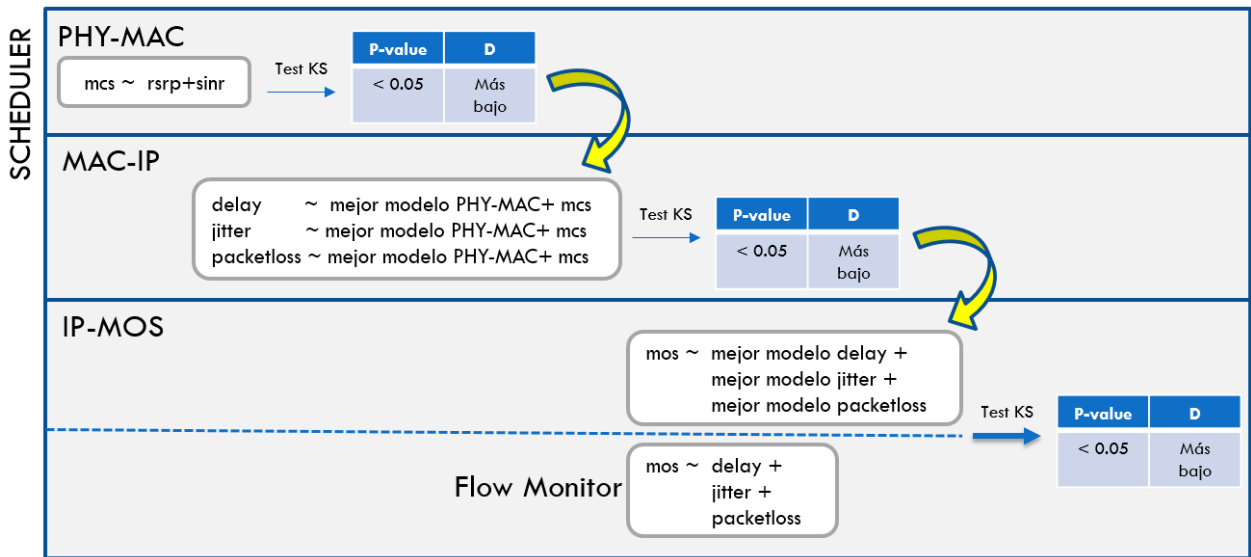 SCHEDULER
PHY-MAC
mcs ~ rsrp+sinr
Test KS
P-value D
< 0.05 Más
bajo
MAC-IP
delay ~ mejor modelo PHY-MAC+ mcs
jitter ~ mejor modelo PHY-MAC+ mcs
packetloss ~ mejor modelo PHY-MAC+ mcs
Test KS
P-value D
< 0.05 Más
bajo
IP-MOS
mos ~ mejor modelo delay +
mejor modelo jitter +
mejor modelo packetloss
Test KS
P-value D
< 0.05 Más
bajo
Flow Monitor
mos ~ delay +
jitter +
packetloss